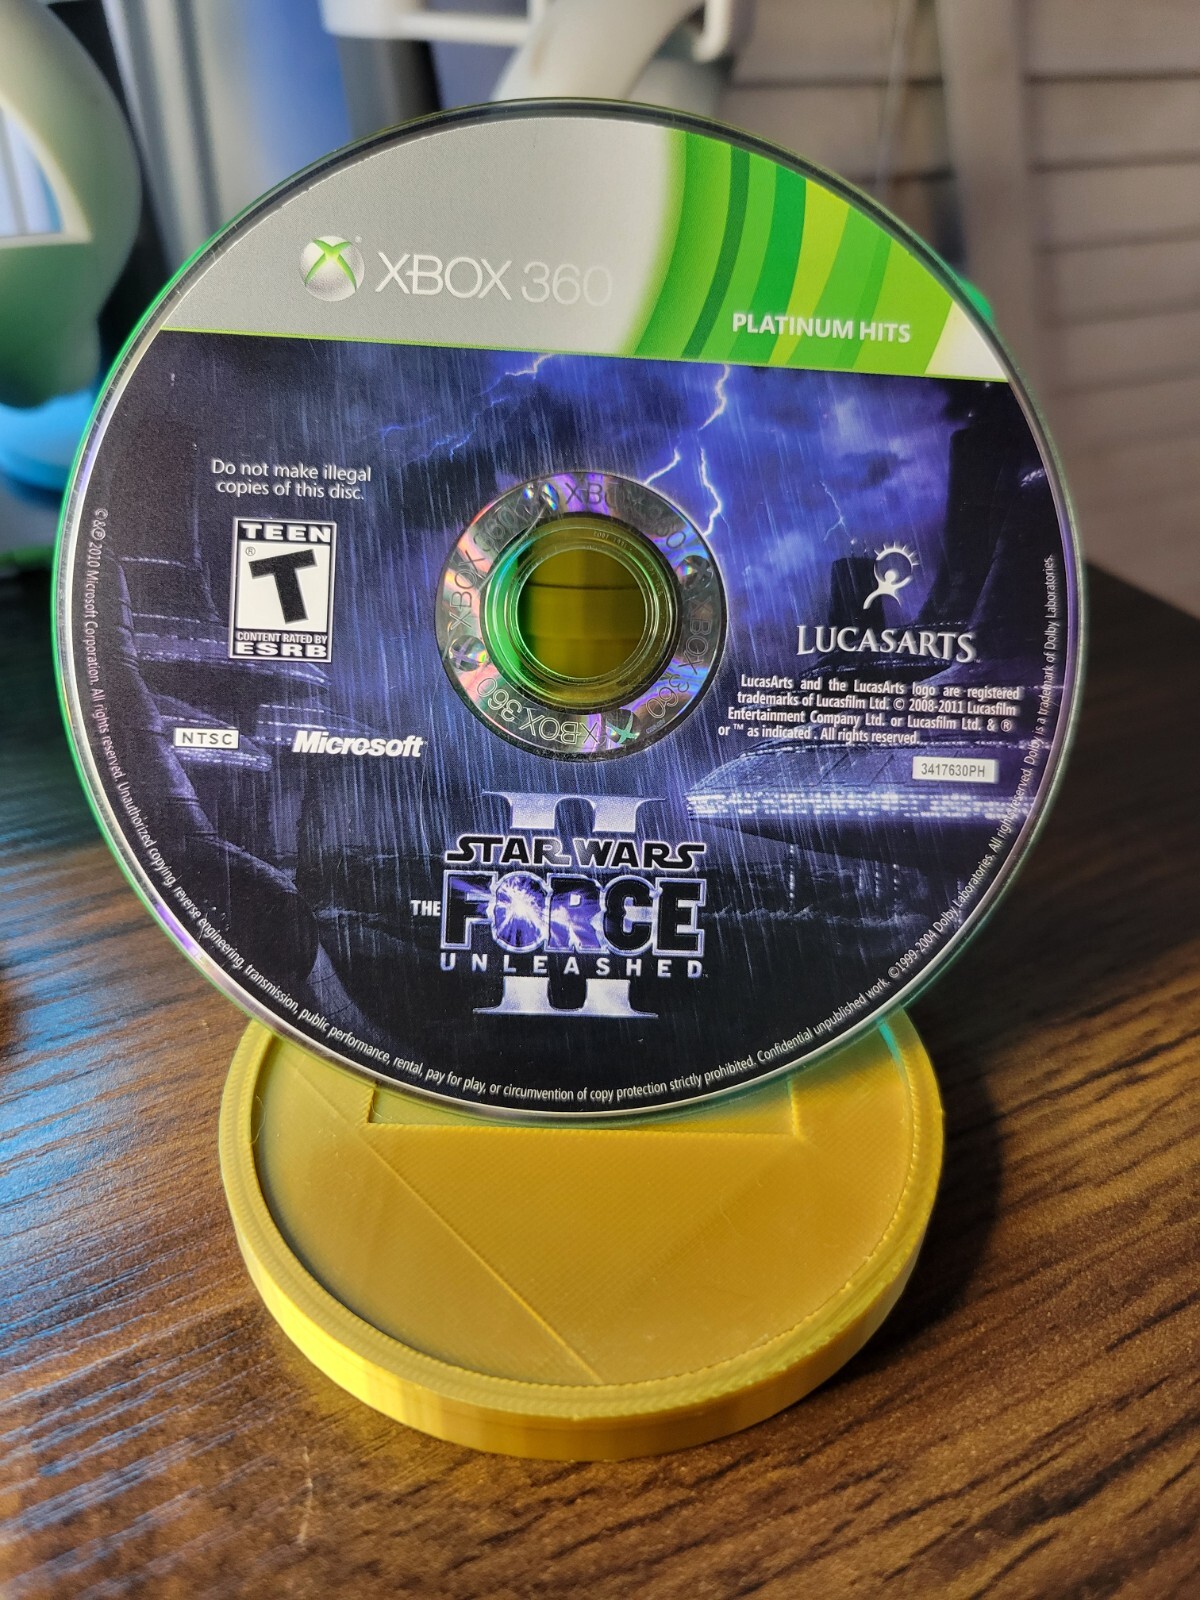 XBOX 360
PLATINUM HITS
Do not make illegal
copies of this disc.
TEEN
T
®
CONTENT RATED BY
ESRB
NTSC
Microsoft
LUCASARTS
LucasArts and the LucasArts logo are registered
trademarks of Lucasfilm Ltd. © 2008-2011 Lucasfilm
Entertainment Company Ltd. or Lucasfilm Ltd. & ®
or ™ as indicated. All rights reserved.
3417630PH
II
STAR WARS
THE FORCE
UNLEASHED
XBOX 360
XBOX 360
XBOX 360
©&℗ 2010 Microsoft Corporation. All rights reserved. Unauthorized copying, reverse engineering, transmission, public performance, rental, pay for play, or circumvention of copy protection strictly prohibited. Confidential unpublished work. ©1999-2004 Dolby Laboratories. All rights reserved. Dolby is a trademark of Dolby Laboratories.